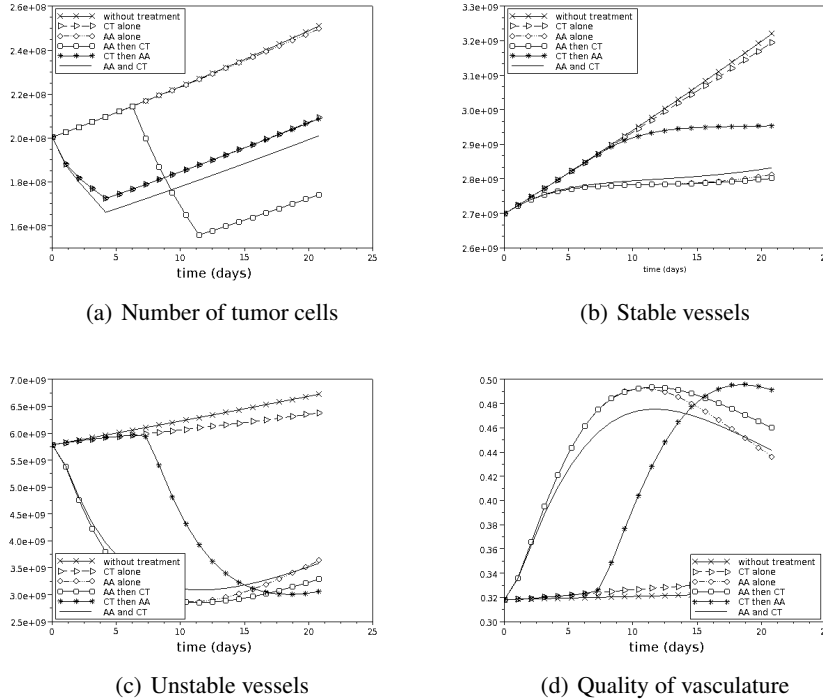 2.6e+08
2.4e+08
2.2e+08
2.0e+08
1.8e+08
1.6e+08
without treatment
CT alone
AA alone
AA then CT
CT then AA
AA and CT
0 5 10 15 20 25
time (days)
(a) Number of tumor cells
3.3e+09
3.2e+09
3.1e+09
3.0e+09
2.9e+09
2.8e+09
2.7e+09
2.6e+09
without treatment
CT alone
AA alone
AA then CT
CT then AA
AA and CT
0 5 10 15 20
time (days)
(b) Stable vessels
7.0e+09
6.5e+09
6.0e+09
5.5e+09
5.0e+09
4.5e+09
4.0e+09
3.5e+09
3.0e+09
2.5e+09
without treatment
CT alone
AA alone
AA then CT
CT then AA
AA and CT
0 5 10 15 20 25
time (days)
(c) Unstable vessels
0.50
0.48
0.46
0.44
0.42
0.40
0.38
0.36
0.34
0.32
0.30
without treatment
CT alone
AA alone
AA then CT
CT then AA
AA and CT
0 5 10 15 20
time (days)
(d) Quality of vasculature